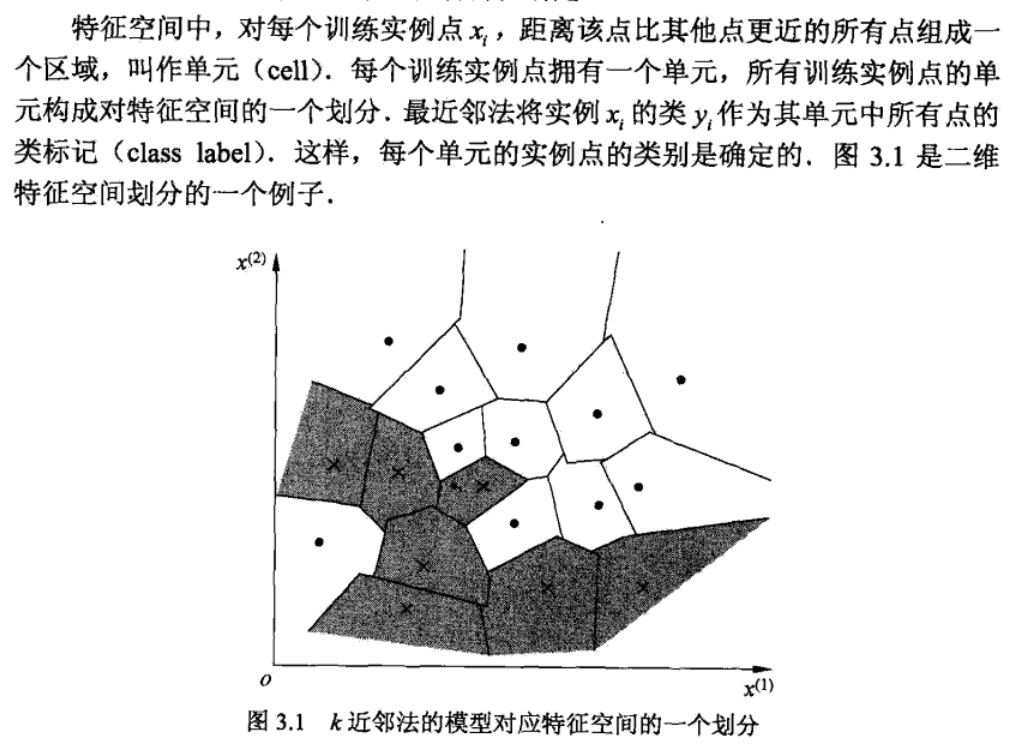 特征空间中，对每个训练实例点 xᵢ，距离该点比其他点更近的所有点组成一
个区域，叫作单元（cell）．每个训练实例点拥有一个单元，所有训练实例点的单
元构成对特征空间的一个划分．最近邻法将实例 xᵢ 的类 yᵢ 作为其单元中所有点的
类标记（class label）．这样，每个单元的实例点的类别是确定的．图 3.1 是二维
特征空间划分的一个例子．
x⁽²⁾
O
x⁽¹⁾
图 3.1 k 近邻法的模型对应特征空间的一个划分